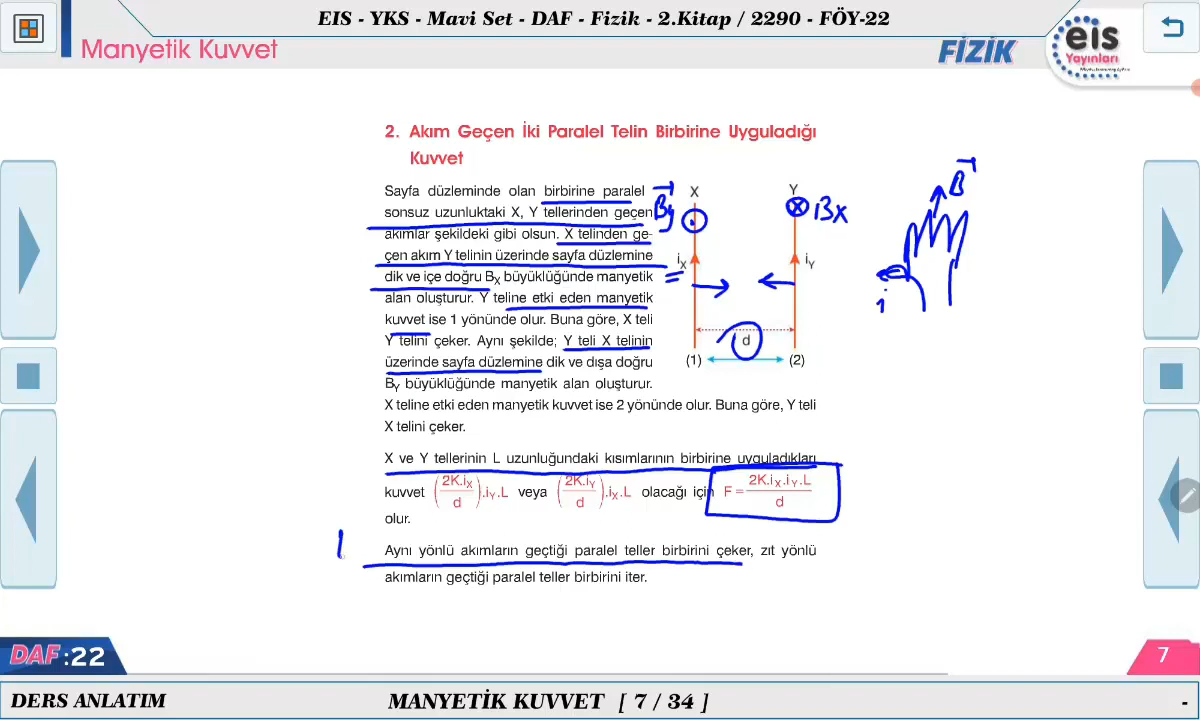 EIS - YKS - Mavi Set - DAF - Fizik - 2.Kitap / 2290 - FÖY-22
Manyetik Kuvvet
FİZİK
eis
Yayınları
2. Akım Geçen İki Paralel Telin Birbirine Uyguladığı
Kuvvet
Sayfa düzleminde olan birbirine paralel
sonsuz uzunluktaki X, Y tellerinden geçen
akımlar şekildeki gibi olsun. X telinden ge-
çen akım Y telinin üzerinde sayfa düzlemine
dik ve içe doğru BX büyüklüğünde manyetik
alan oluşturur. Y teline etki eden manyetik
kuvvet ise 1 yönünde olur. Buna göre, X teli
Y telini çeker. Aynı şekilde; Y teli X telinin
üzerinde sayfa düzlemine dik ve dışa doğru
BY büyüklüğünde manyetik alan oluşturur.
X teline etki eden manyetik kuvvet ise 2 yönünde olur. Buna göre, Y teli
X telini çeker.
X Y
By Bx
iX iY
d
(1) (2)
B
i
X ve Y tellerinin L uzunluğundaki kısımlarının birbirine uyguladıkları
kuvvet (2K.iX / d).iY.L veya (2K.iY / d).iX.L olacağı için F = 2K.iX.iY.L / d
olur.
Aynı yönlü akımların geçtiği paralel teller birbirini çeker, zıt yönlü
akımların geçtiği paralel teller birbirini iter.
DAF:22
7
DERS ANLATIM MANYETİK KUVVET [ 7 / 34 ] -